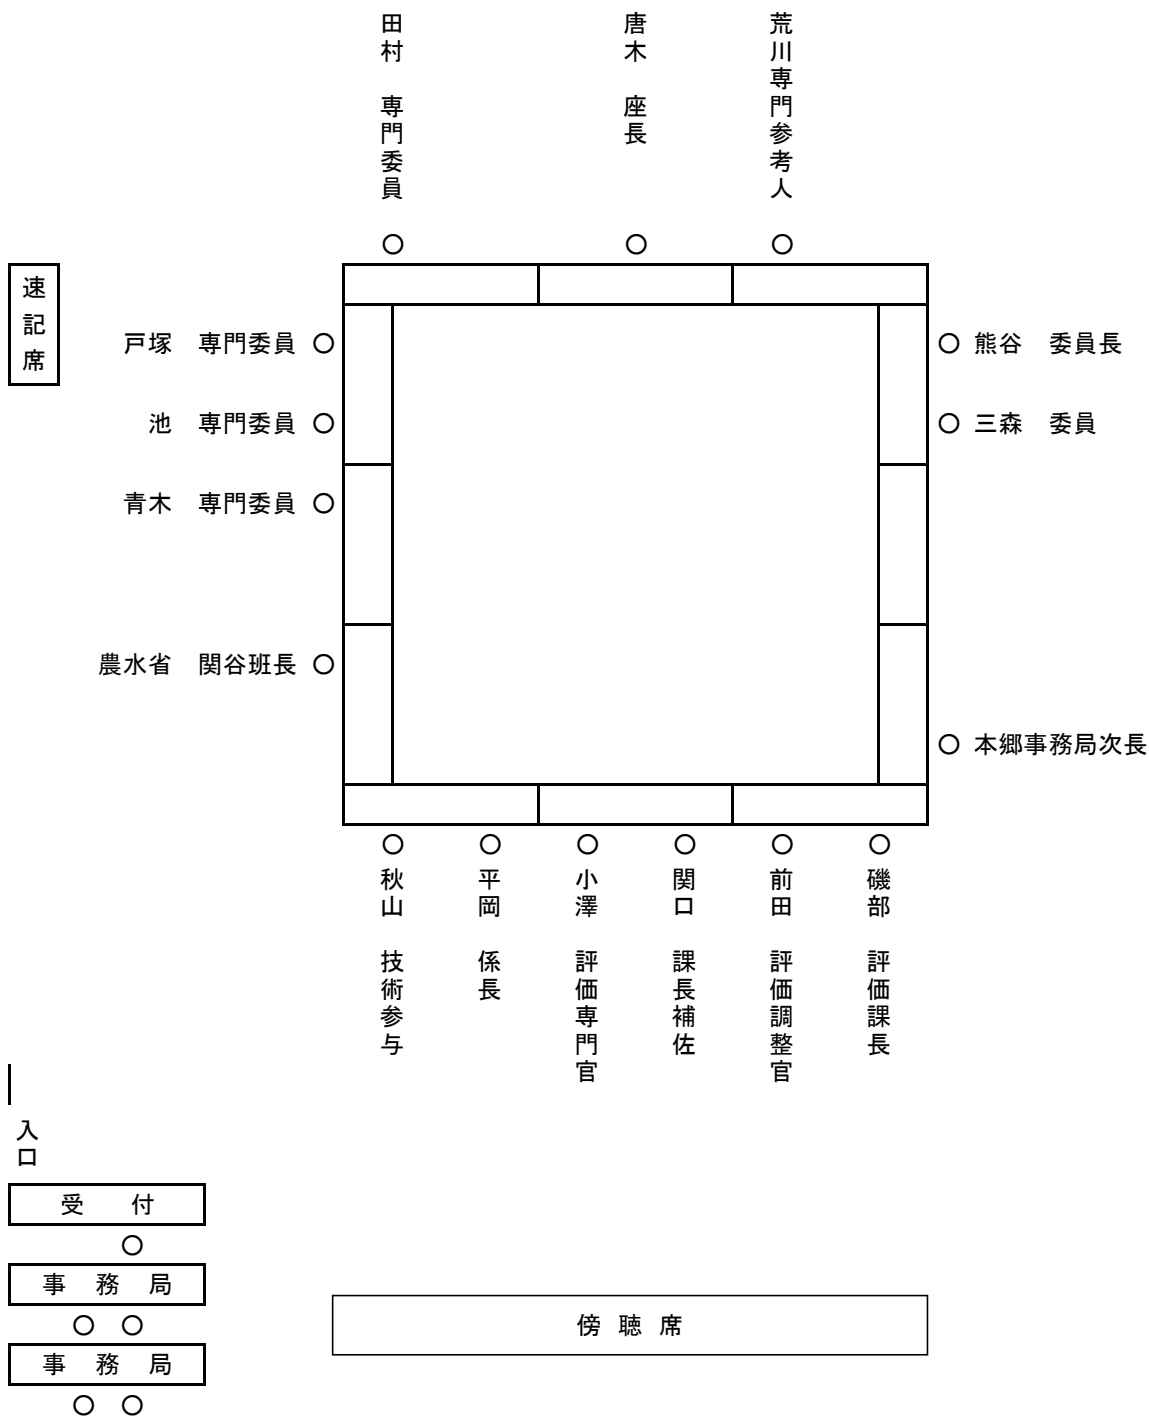 田村　専門委員
唐木　座長
荒川専門参考人
速記席
戸塚　専門委員
熊谷　委員長
池　専門委員
三森　委員
青木　専門委員
農水省　関谷班長
本郷事務局次長
秋山　技術参与
平岡　係長
小澤　評価専門官
関口　課長補佐
前田　評価調整官
磯部　評価課長
入口
受　付
事　務　局
事　務　局
傍 聴 席